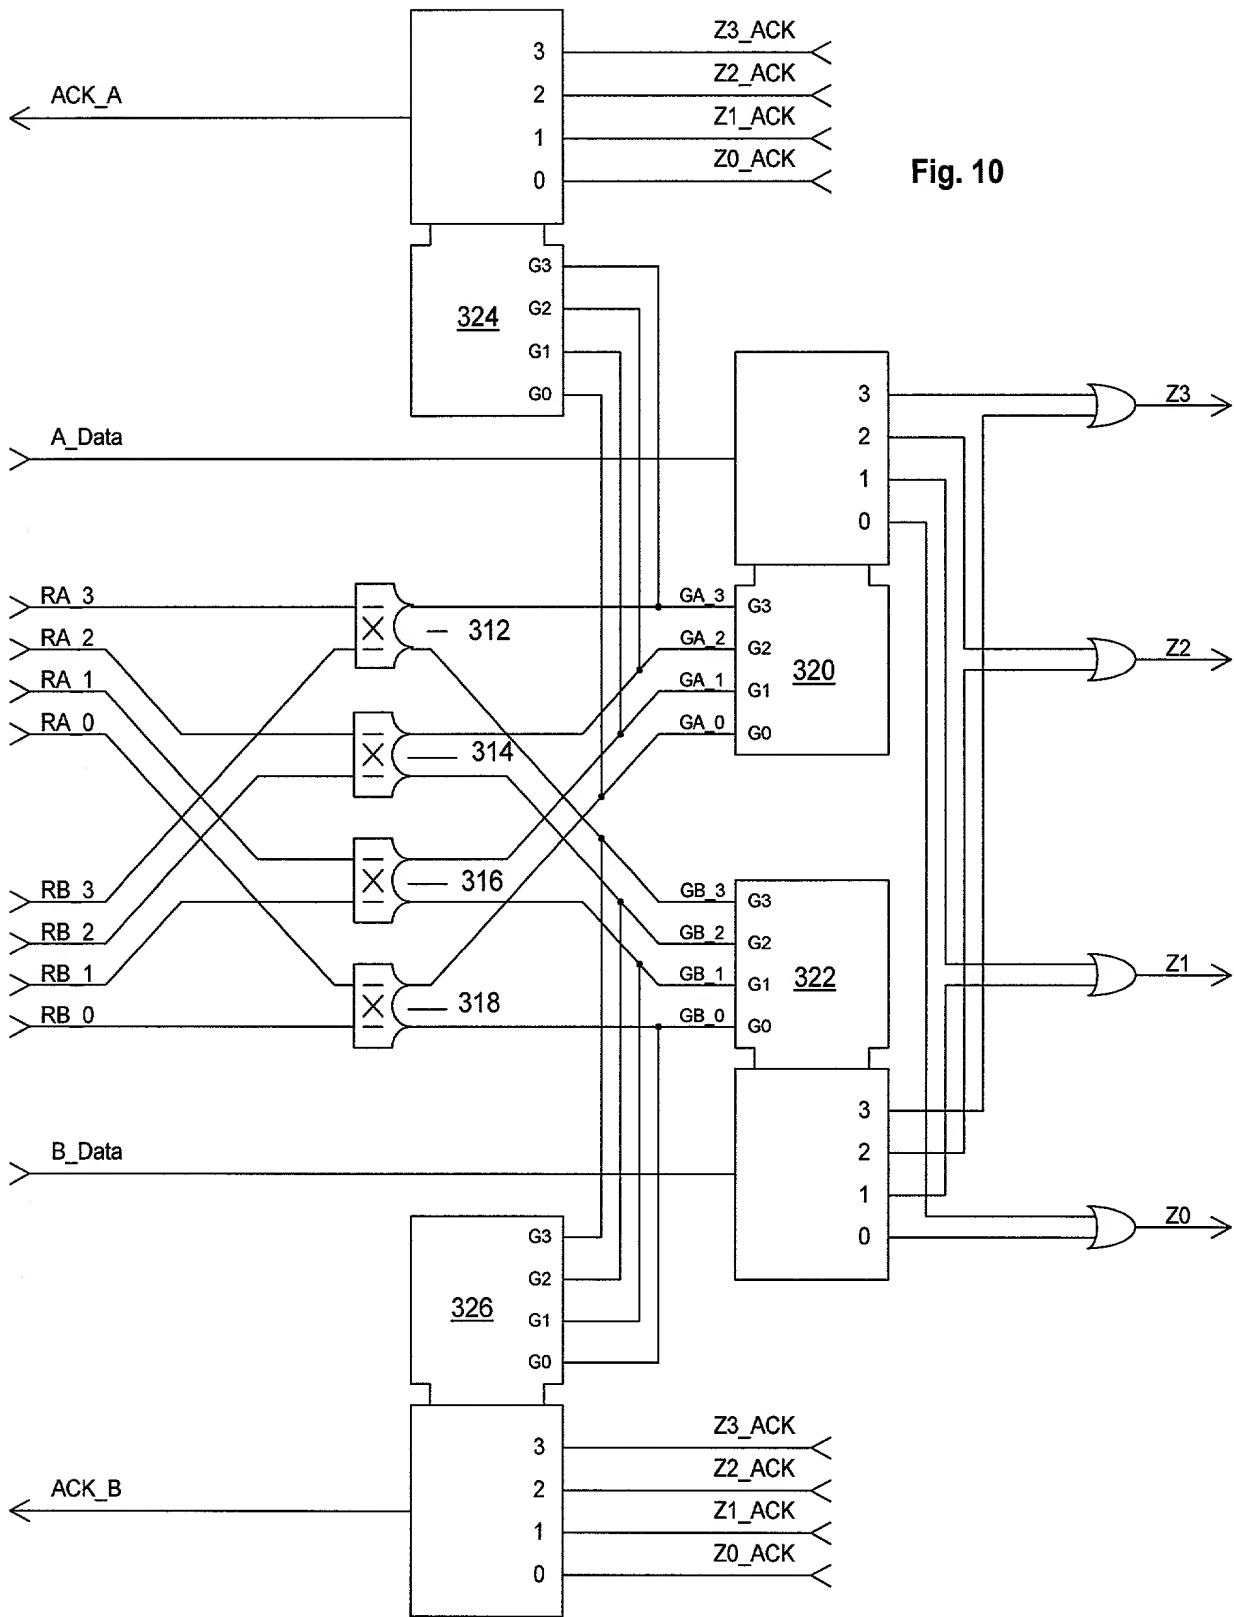 Z3_ACK
3
Z2_ACK
2
ACK_A
Z1_ACK
1
Z0_ACK
0
Fig. 10
G3
324
G2
G1
G0
A_Data
3
Z3
2
1
0
RA_3
312
GA_3
G3
RA_2
GA_2
G2
320
Z2
RA_1
GA_1
G1
RA_0
314
GA_0
G0
X
X
X
X
316
RB_3
GB_3
G3
RB_2
GB_2
G2
322
Z1
RB_1
318
GB_1
G1
RB_0
GB_0
G0
3
B_Data
2
1
Z0
0
G3
G2
326
G1
G0
Z3_ACK
3
Z2_ACK
2
ACK_B
Z1_ACK
1
Z0_ACK
0